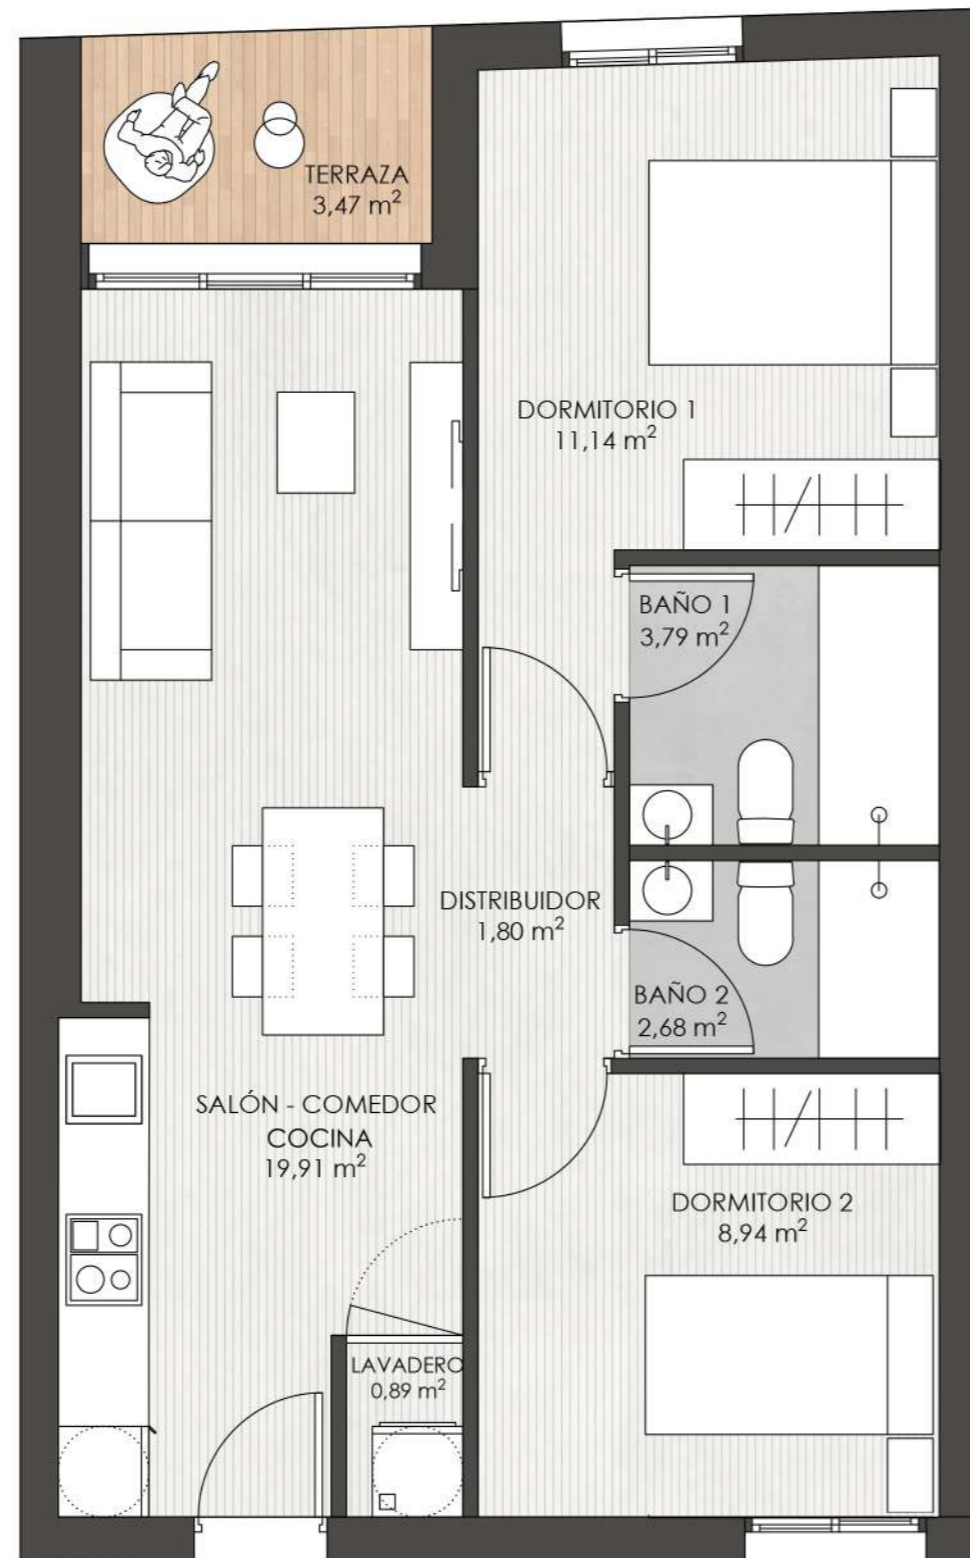 TERRAZA
3,47 m²
DORMITORIO 1
11,14 m²
BAÑO 1
3,79 m²
DISTRIBUIDOR
1,80 m²
BAÑO 2
2,68 m²
SALÓN - COMEDOR
COCINA
19,91 m²
DORMITORIO 2
8,94 m²
LAVADERO
0,89 m²